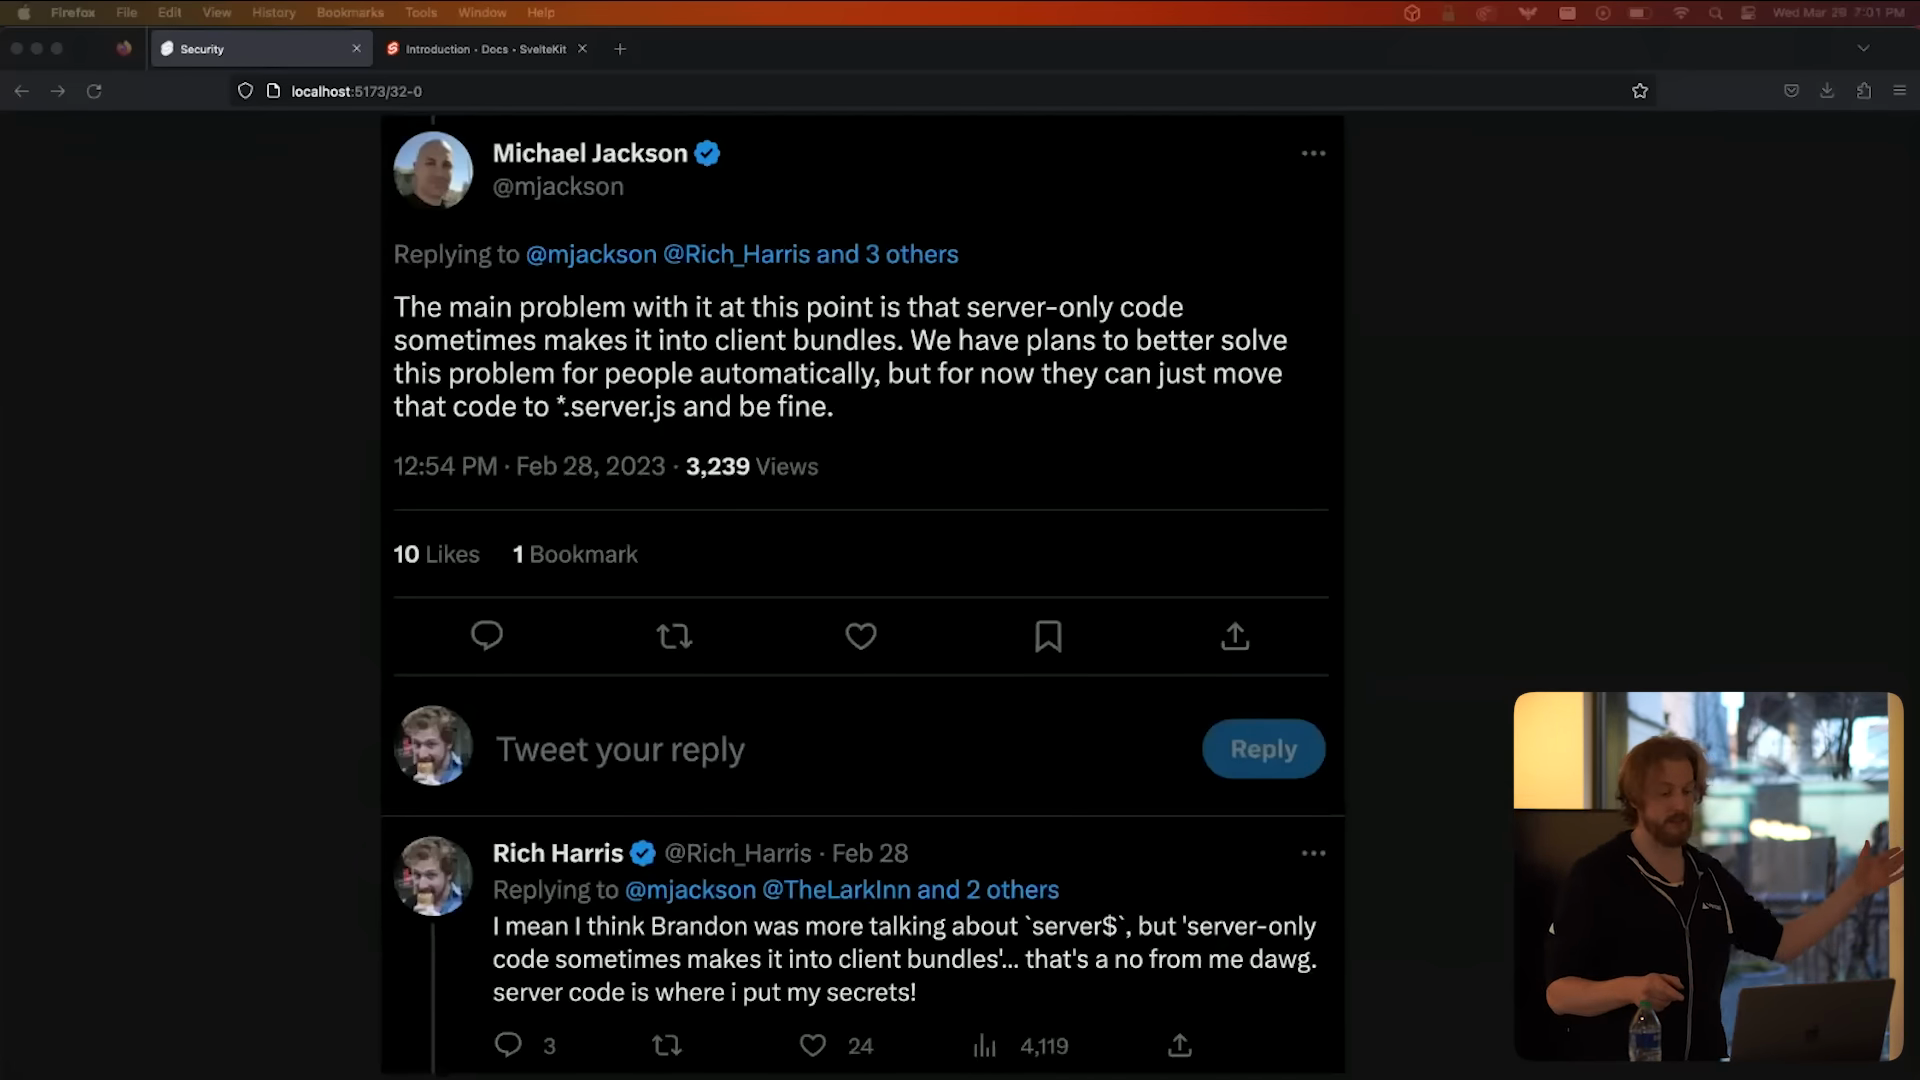 Firefox File Edit View History Bookmarks Tools Window Help Wed Mar 29 7:01 PM
Security Introduction • Docs • SvelteKit
localhost:5173/32-0
Michael Jackson
@mjackson
Replying to @mjackson @Rich_Harris and 3 others
The main problem with it at this point is that server-only code
sometimes makes it into client bundles. We have plans to better solve
this problem for people automatically, but for now they can just move
that code to *.server.js and be fine.
12:54 PM · Feb 28, 2023 · 3,239 Views
10 Likes 1 Bookmark
Tweet your reply Reply
Rich Harris @Rich_Harris · Feb 28
Replying to @mjackson @TheLarkInn and 2 others
I mean I think Brandon was more talking about `server$`, but 'server-only
code sometimes makes it into client bundles'... that's a no from me dawg.
server code is where i put my secrets!
3 24 4,119